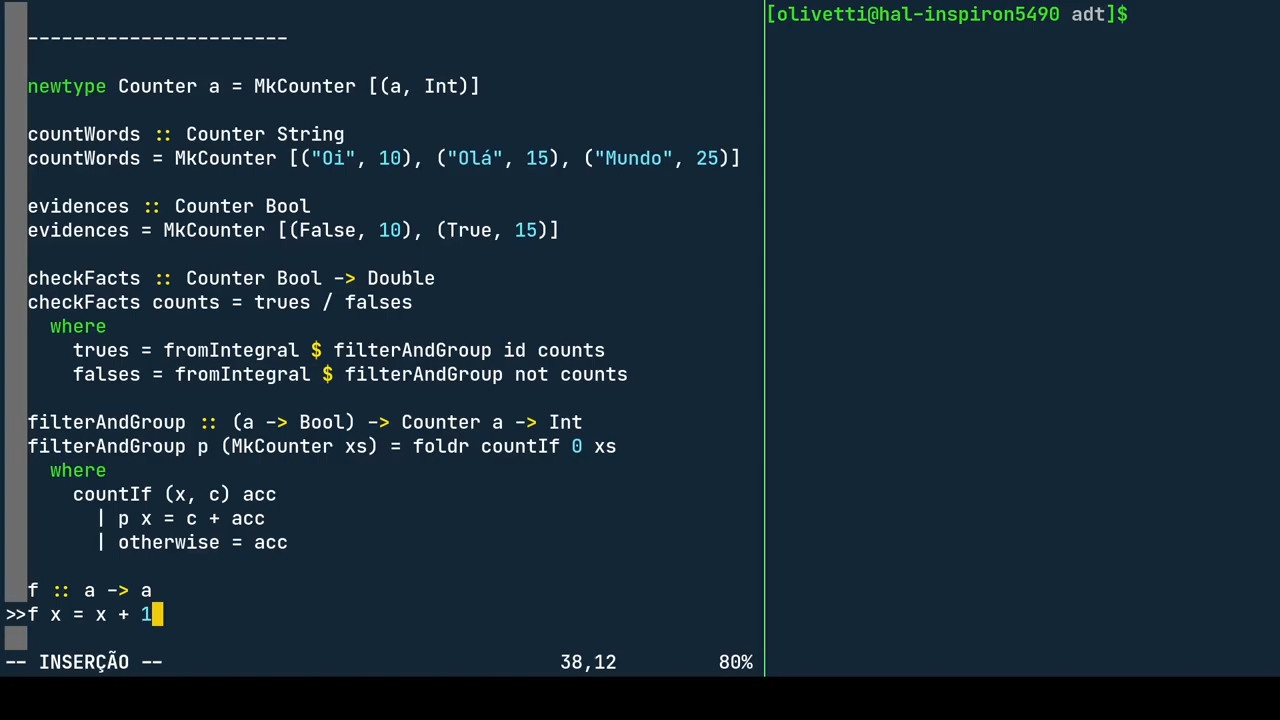 -----------------------
newtype Counter a = MkCounter [(a, Int)]
countWords :: Counter String
countWords = MkCounter [("Oi", 10), ("Olá", 15), ("Mundo", 25)]
evidences :: Counter Bool
evidences = MkCounter [(False, 10), (True, 15)]
checkFacts :: Counter Bool -> Double
checkFacts counts = trues / falses
  where
    trues = fromIntegral $ filterAndGroup id counts
    falses = fromIntegral $ filterAndGroup not counts
filterAndGroup :: (a -> Bool) -> Counter a -> Int
filterAndGroup p (MkCounter xs) = foldr countIf 0 xs
  where
    countIf (x, c) acc
      | p x = c + acc
      | otherwise = acc
f :: a -> a
>>f x = x + 1
-- INSERÇÃO -- 38,12 80%
[olivetti@hal-inspiron5490 adt]$